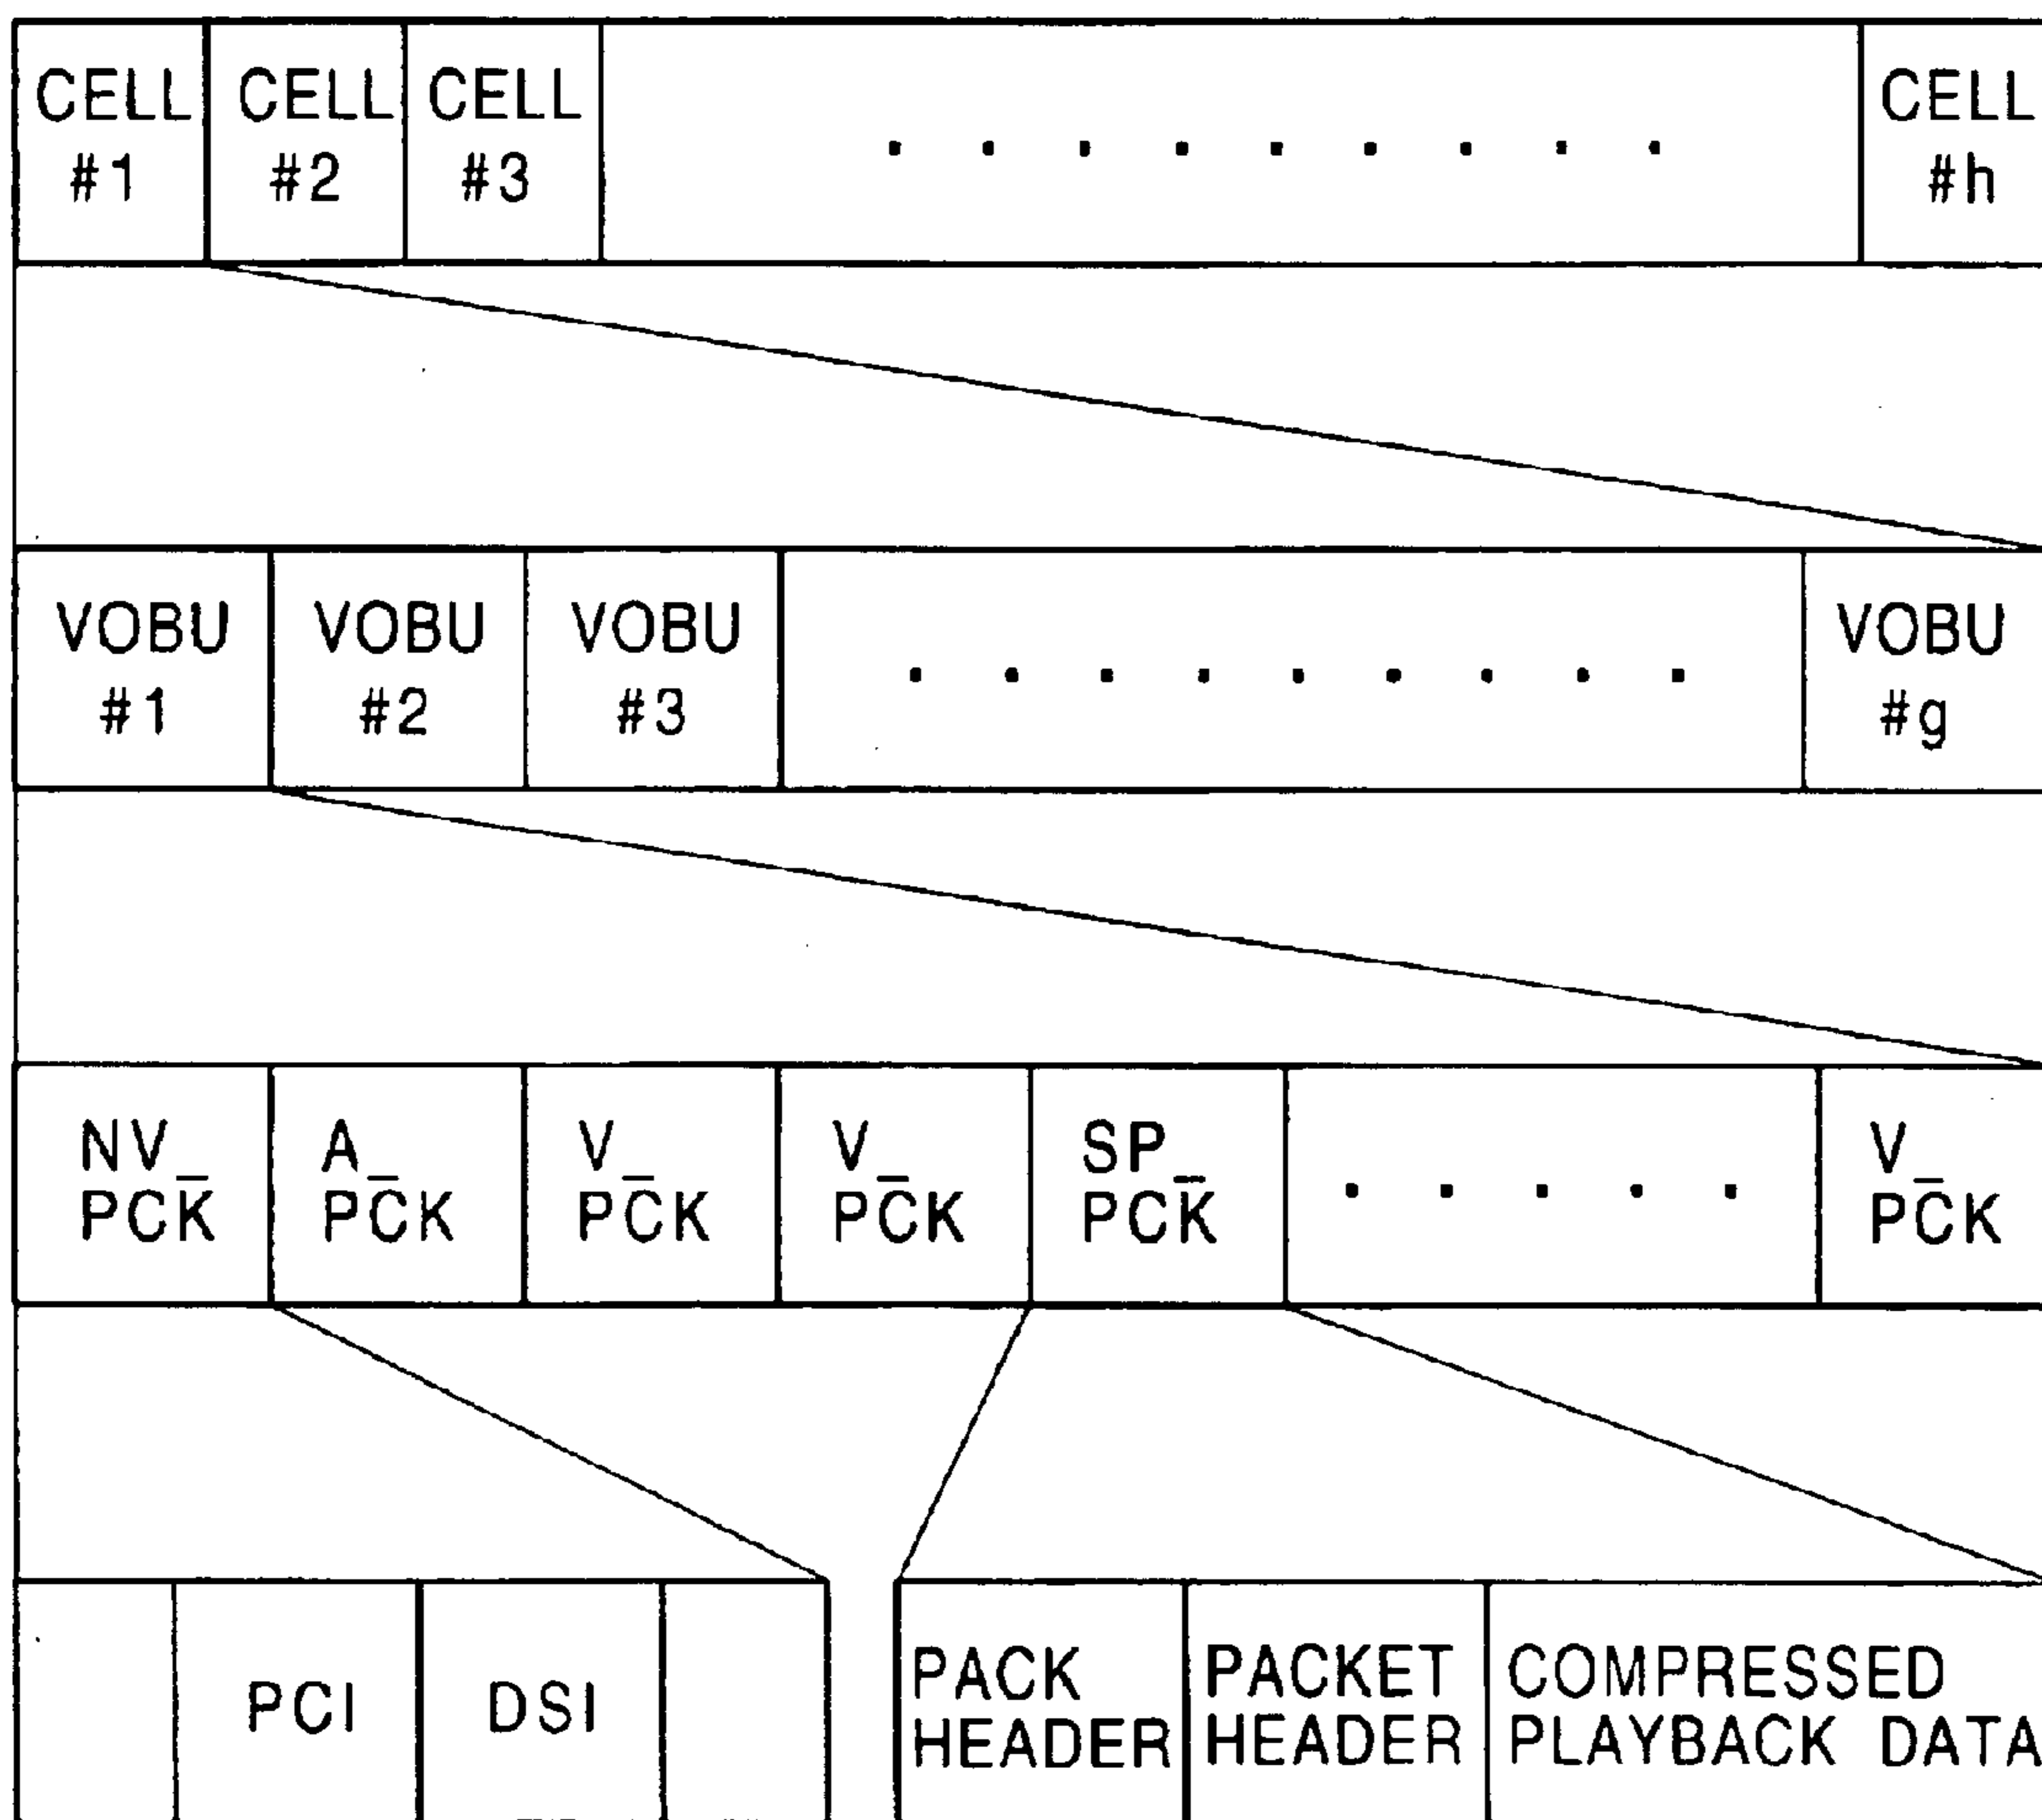 CELL CELL CELL CELL
#1 #2 #3 . . . . . . . . . #h
VOBU VOBU VOBU VOBU
#1 #2 #3 . . . . . . . . . #g
NV_ A_ V_ V_ SP_ V_
PCK PCK PCK PCK PCK . . . . . PCK
PCI DSI
PACK PACKET COMPRESSED
HEADER HEADER PLAYBACK DATA